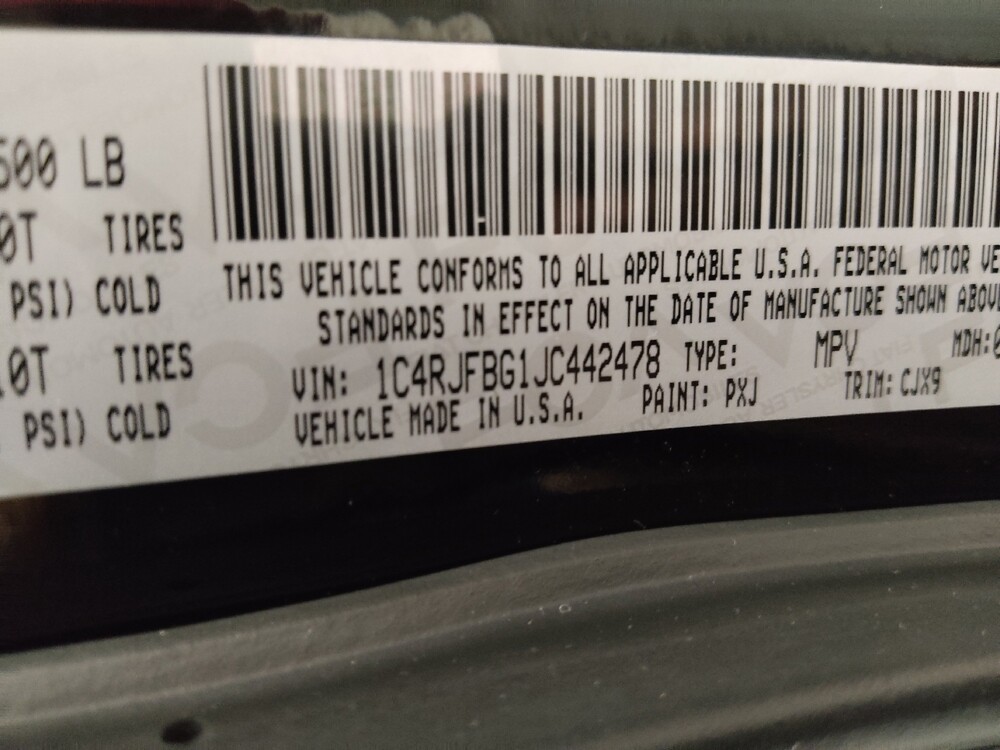 500 LB
0T TIRES
PSI) COLD
0T TIRES
PSI) COLD
THIS VEHICLE CONFORMS TO ALL APPLICABLE U.S.A. FEDERAL MOTOR VE
STANDARDS IN EFFECT ON THE DATE OF MANUFACTURE SHOWN ABOV
VIN: 1C4RJFBG1JC442478 TYPE: MPV MDH:0
VEHICLE MADE IN U.S.A. PAINT: PXJ TRIM: CJX9